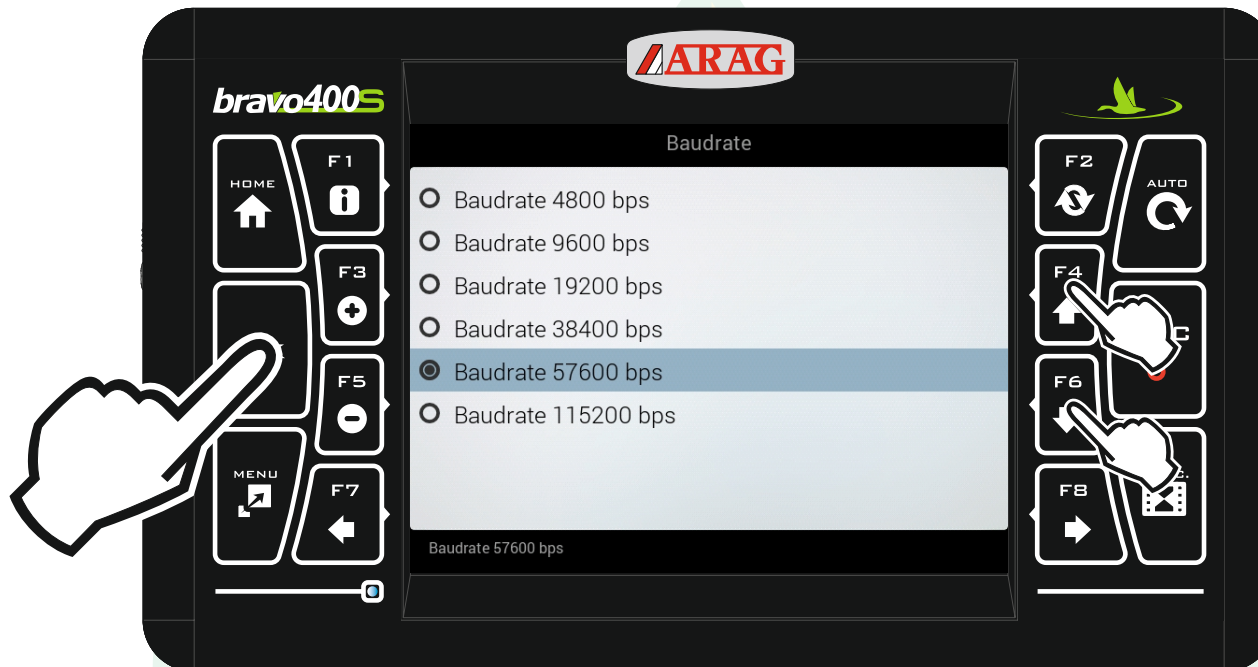 ARAG
bravo400S
Baudrate
HOME
F1
F2
AUTO
Baudrate 4800 bps
Baudrate 9600 bps
F3
F4
Baudrate 19200 bps
Baudrate 38400 bps
C
Baudrate 57600 bps
F5
F6
Baudrate 115200 bps
MENU
F7
F8
C.
Baudrate 57600 bps